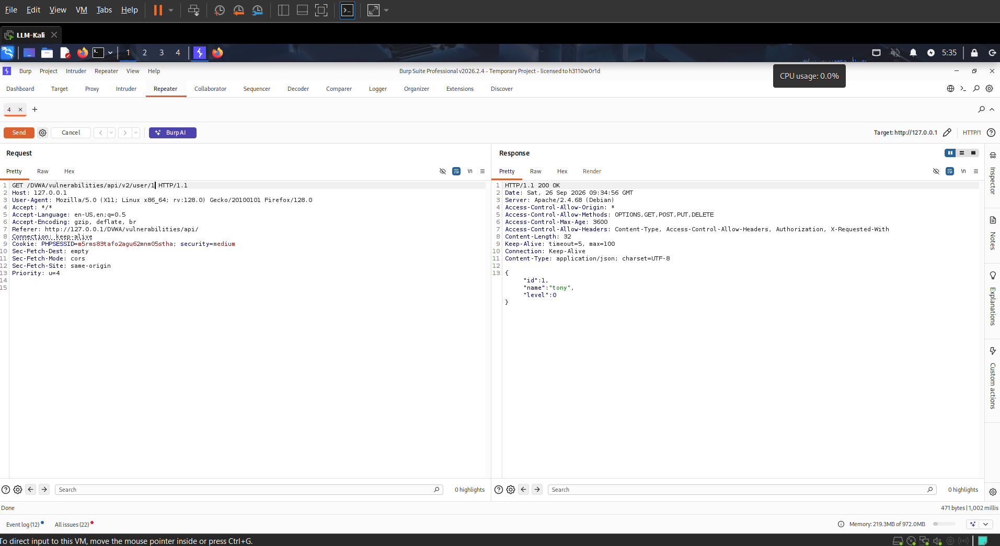 File Edit View VM Tabs Help
LLM-Kali
1 2 3 4 5:35
Burp Project Intruder Repeater View Help Burp Suite Professional v2026.2.4 - Temporary Project - licensed to h3110w0r1d
CPU usage: 0.0%
Dashboard Target Proxy Intruder Repeater Collaborator Sequencer Decoder Comparer Logger Organizer Extensions Discover
4
Send Cancel Burp AI Target: http://127.0.0.1 HTTP/1
Request
Pretty Raw Hex \n
1 GET /DVWA/vulnerabilities/api/v2/user/1 HTTP/1.1
2 Host: 127.0.0.1
3 User-Agent: Mozilla/5.0 (X11; Linux x86_64; rv:128.0) Gecko/20100101 Firefox/128.0
4 Accept: */*
5 Accept-Language: en-US,en;q=0.5
6 Accept-Encoding: gzip, deflate, br
7 Referer: http://127.0.0.1/DVWA/vulnerabilities/api/
8 Connection: keep-alive
9 Cookie: PHPSESSID=m5rms83tafo2agu62mnm05stha; security=medium
10 Sec-Fetch-Dest: empty
11 Sec-Fetch-Mode: cors
12 Sec-Fetch-Site: same-origin
13 Priority: u=4
14
15
Search 0 highlights
Response
Pretty Raw Hex Render \n
1 HTTP/1.1 200 OK
2 Date: Sat, 26 Sep 2026 09:34:56 GMT
3 Server: Apache/2.4.68 (Debian)
4 Access-Control-Allow-Origin: *
5 Access-Control-Allow-Methods: OPTIONS,GET,POST,PUT,DELETE
6 Access-Control-Max-Age: 3600
7 Access-Control-Allow-Headers: Content-Type, Access-Control-Allow-Headers, Authorization, X-Requested-With
8 Content-Length: 32
9 Keep-Alive: timeout=5, max=100
10 Connection: Keep-Alive
11 Content-Type: application/json; charset=UTF-8
12
13 {
"id":1,
"name":"tony",
"level":0
}
Search 0 highlights
Inspector
Notes
Explanations
Custom actions
Done 471 bytes | 1,002 millis
Event log (12) All issues (22) Memory: 219.3MB of 972.0MB
To direct input to this VM, move the mouse pointer inside or press Ctrl+G.